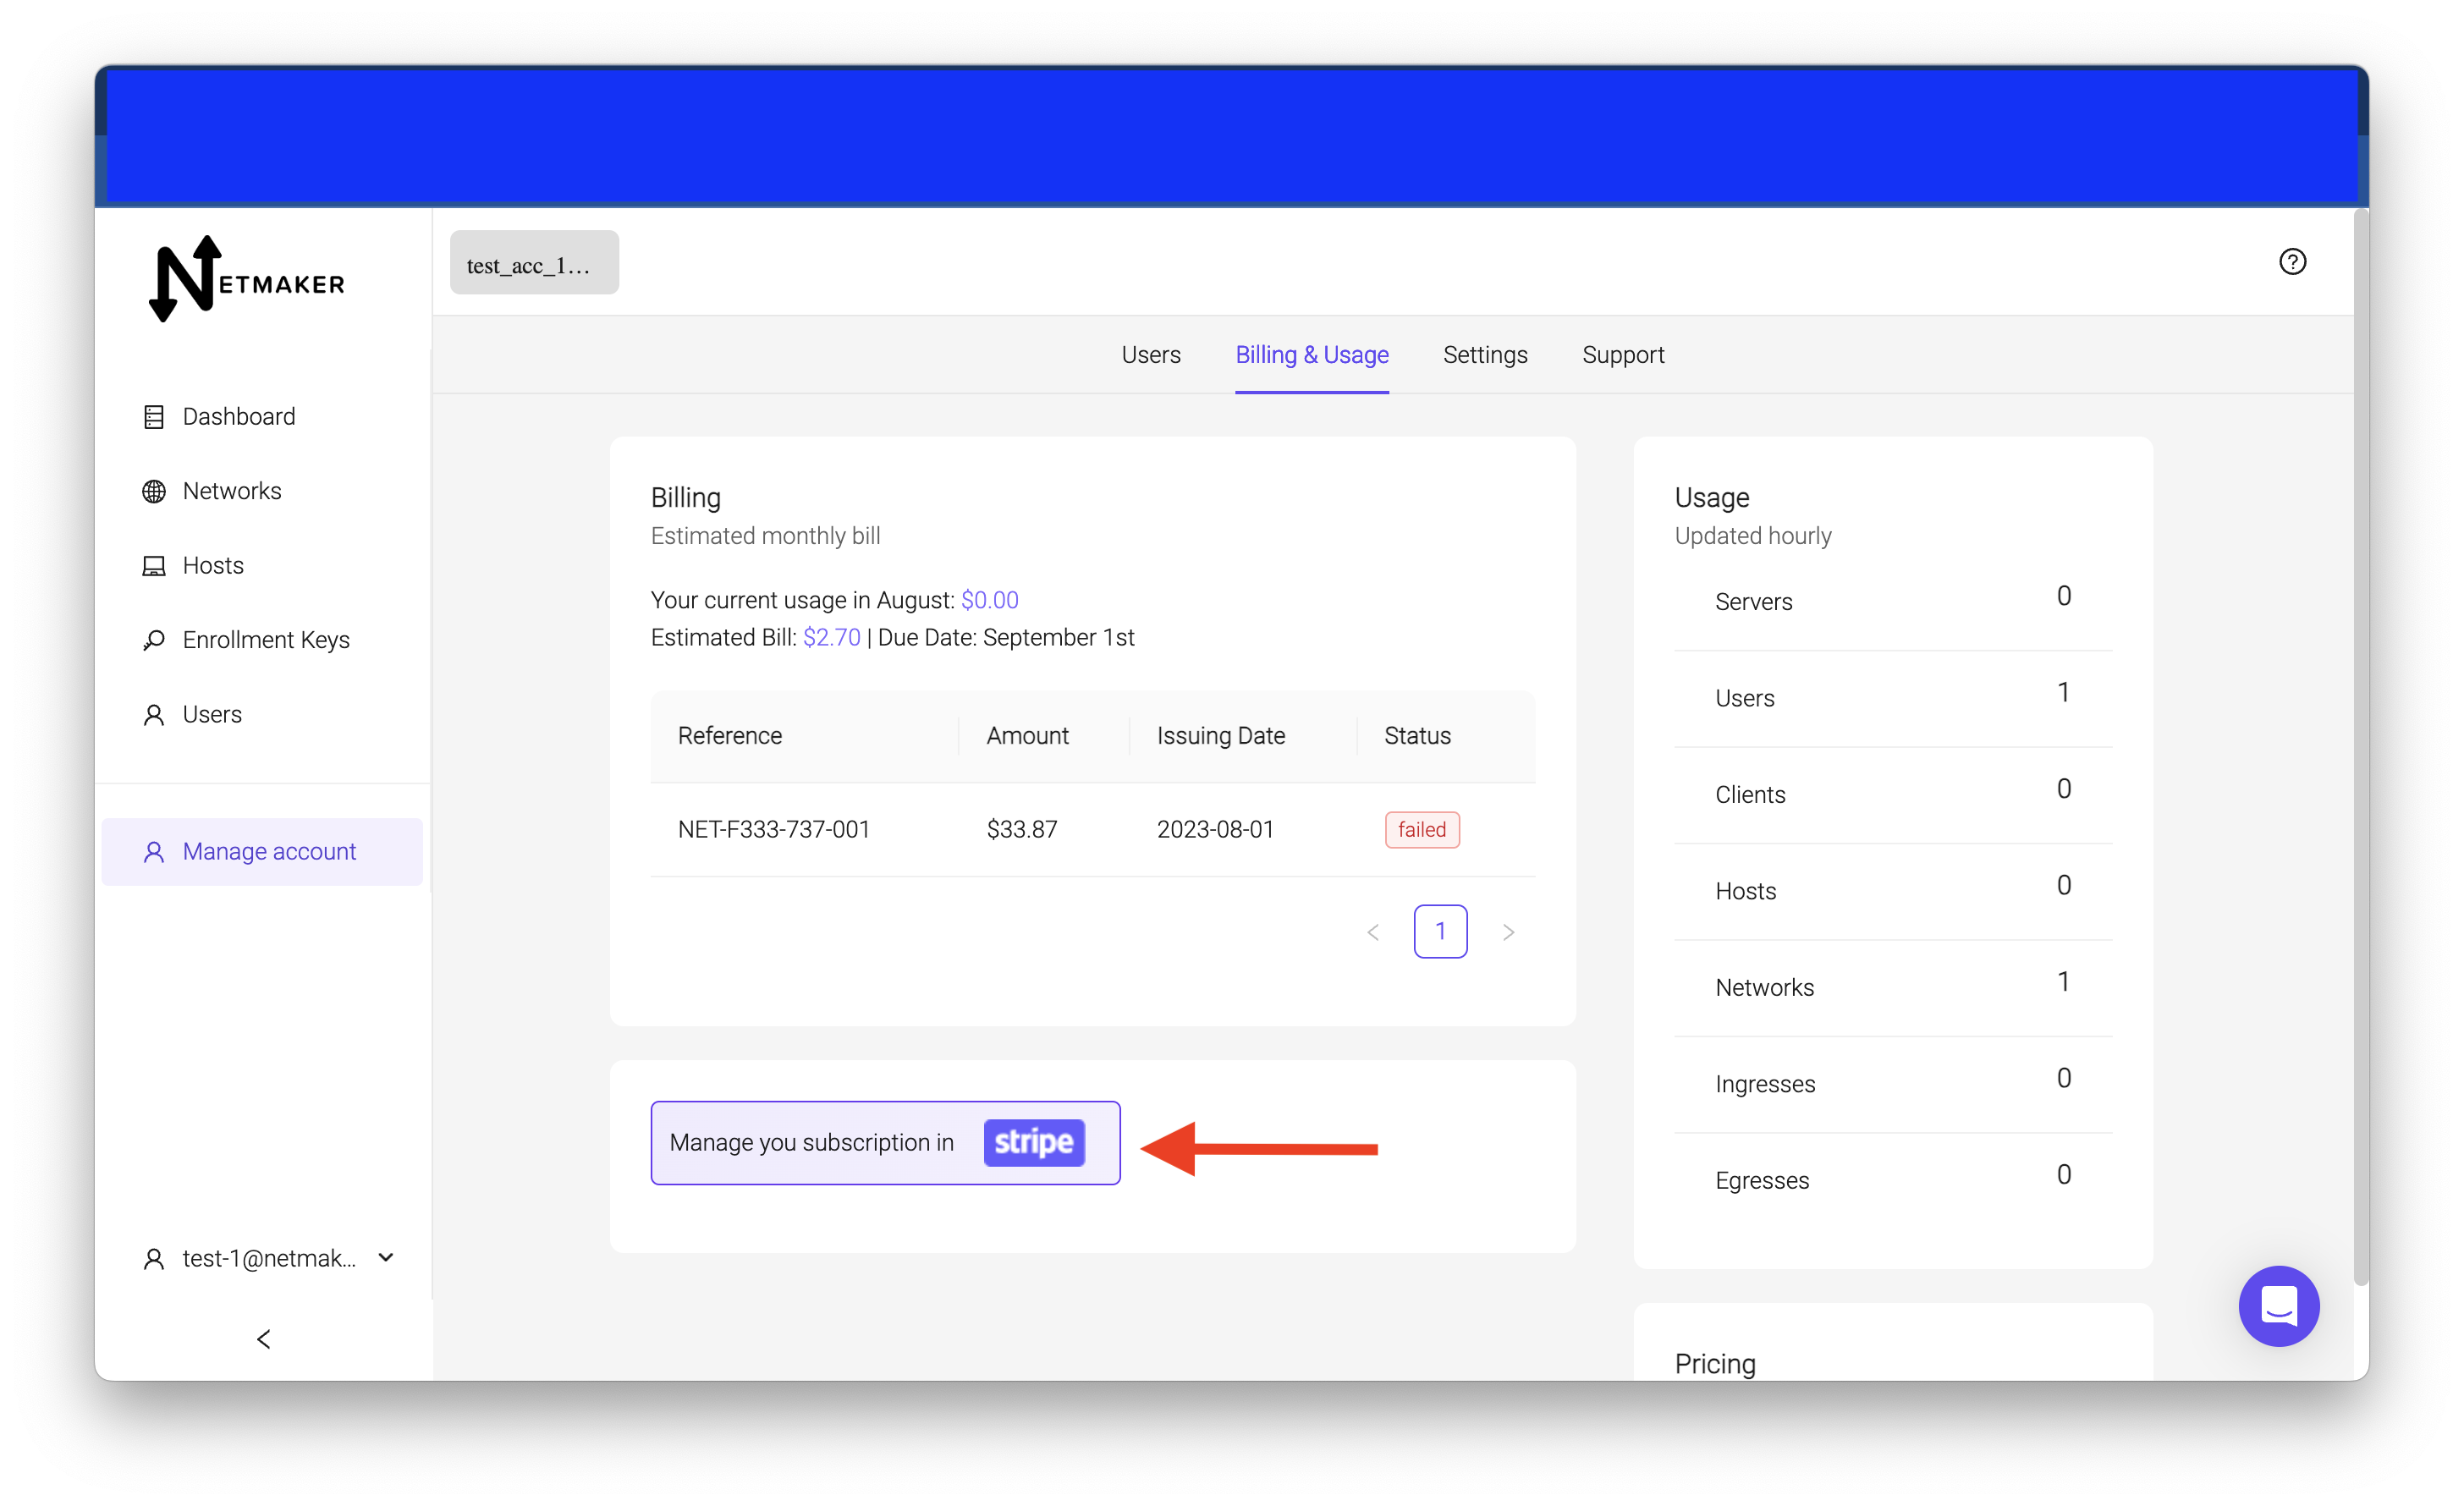 NETMAKER
test_acc_1...
Users
Billing & Usage
Settings
Support
Dashboard
Networks
Hosts
Enrollment Keys
Users
Manage account
test-1@netmak...
Billing
Estimated monthly bill
Your current usage in August: $0.00
Estimated Bill: $2.70 | Due Date: September 1st
Reference Amount Issuing Date Status
NET-F333-737-001 $33.87 2023-08-01 failed
1
Manage you subscription in stripe
Usage
Updated hourly
Servers 0
Users 1
Clients 0
Hosts 0
Networks 1
Ingresses 0
Egresses 0
Pricing